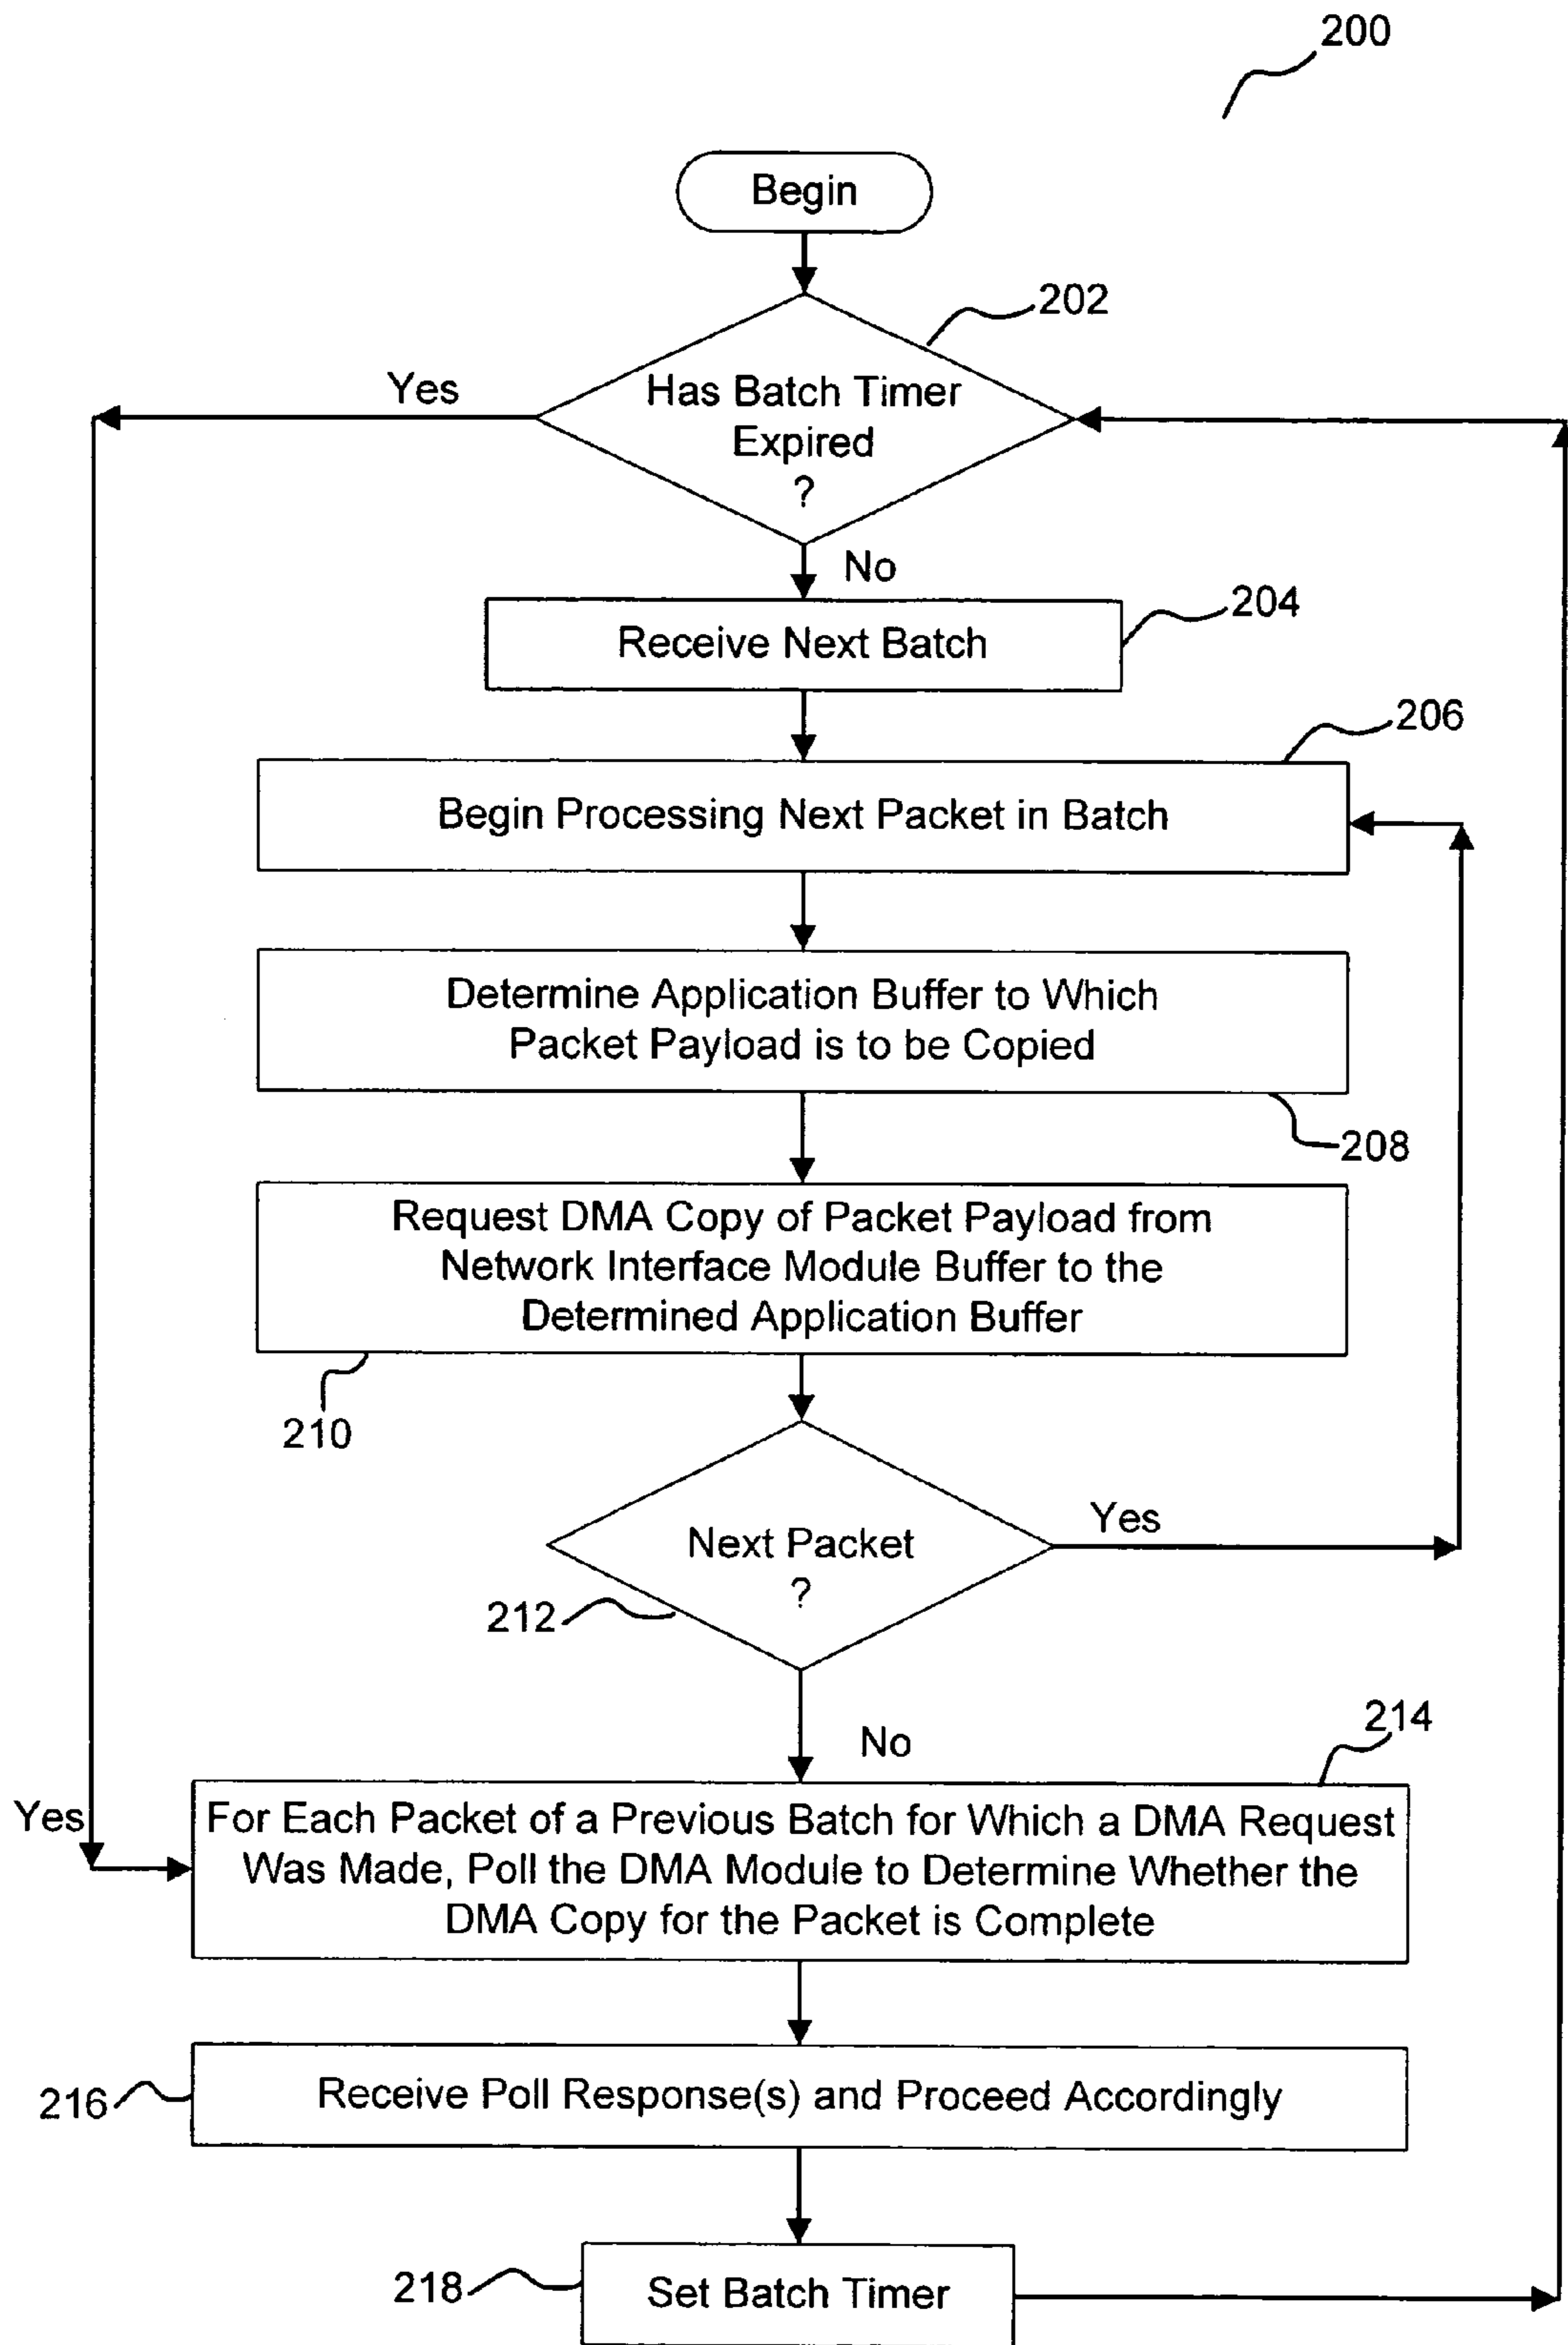 200
Begin
202
Has Batch Timer
Expired
?
Yes
No
204
Receive Next Batch
206
Begin Processing Next Packet in Batch
Determine Application Buffer to Which
Packet Payload is to be Copied
208
Request DMA Copy of Packet Payload from
Network Interface Module Buffer to the
Determined Application Buffer
210
Next Packet
?
Yes
212
No
214
Yes
For Each Packet of a Previous Batch for Which a DMA Request
Was Made, Poll the DMA Module to Determine Whether the
DMA Copy for the Packet is Complete
216
Receive Poll Response(s) and Proceed Accordingly
218
Set Batch Timer